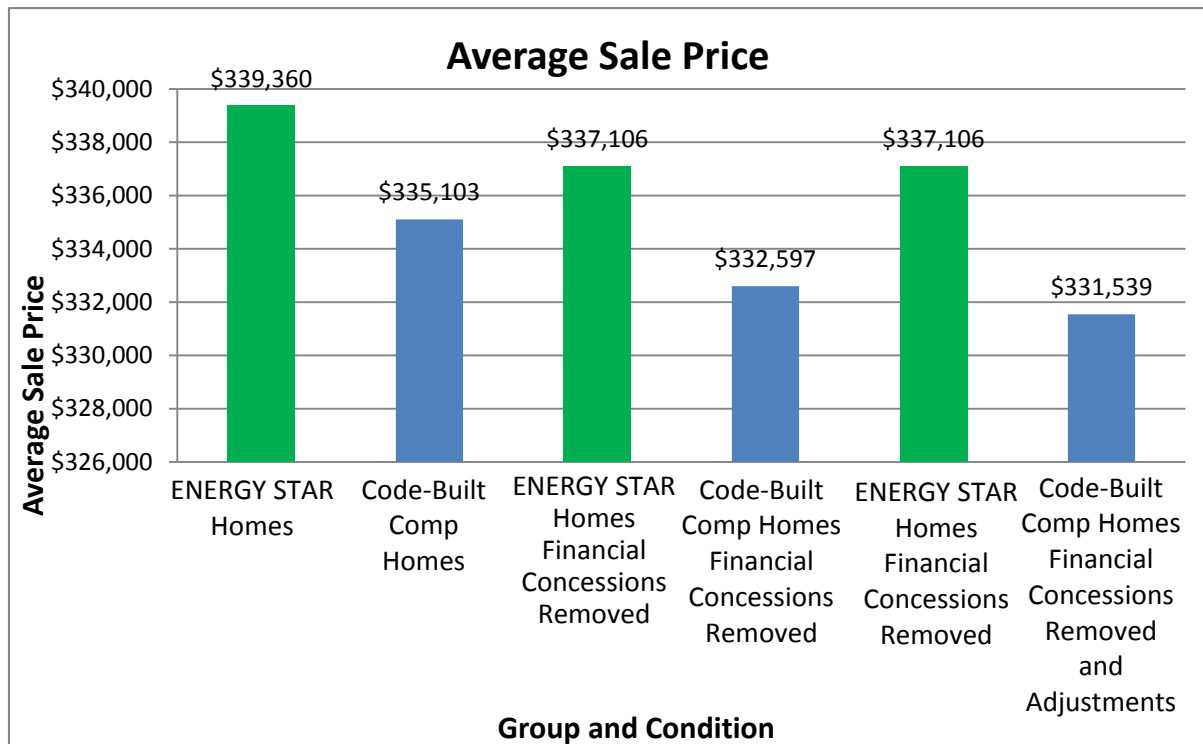 Average Sale Price
Average Sale Price
$340,000
$338,000
$336,000
$334,000
$332,000
$330,000
$328,000
$326,000
$339,360
$335,103
$337,106
$332,597
$337,106
$331,539
ENERGY STAR
Homes
Code-Built
Comp
Homes
ENERGY STAR
Homes
Financial
Concessions
Removed
Code-Built
Comp Homes
Financial
Concessions
Removed
ENERGY STAR
Homes
Financial
Concessions
Removed
Code-Built
Comp Homes
Financial
Concessions
Removed
and
Adjustments
Group and Condition